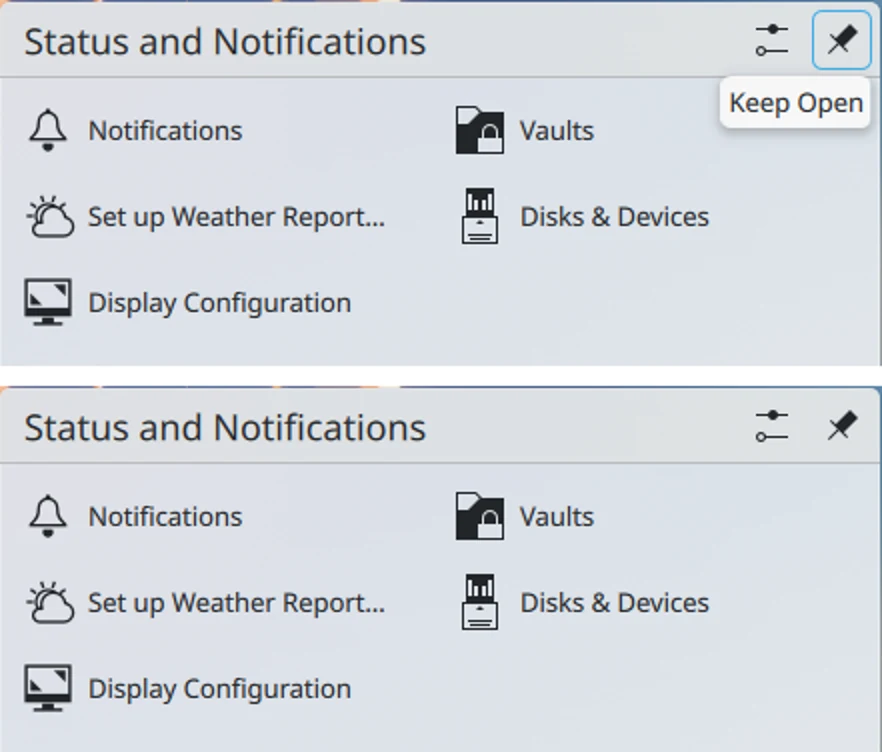 Status and Notifications
Keep Open
Notifications
Vaults
Set up Weather Report...
Disks & Devices
Display Configuration
Status and Notifications
Notifications
Vaults
Set up Weather Report...
Disks & Devices
Display Configuration